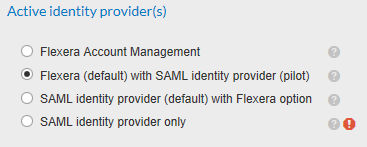 Active identity provider(s)
Flexera Account Management ?
Flexera (default) with SAML identity provider (pilot) ?
SAML identity provider (default) with Flexera option ?
SAML identity provider only ? !